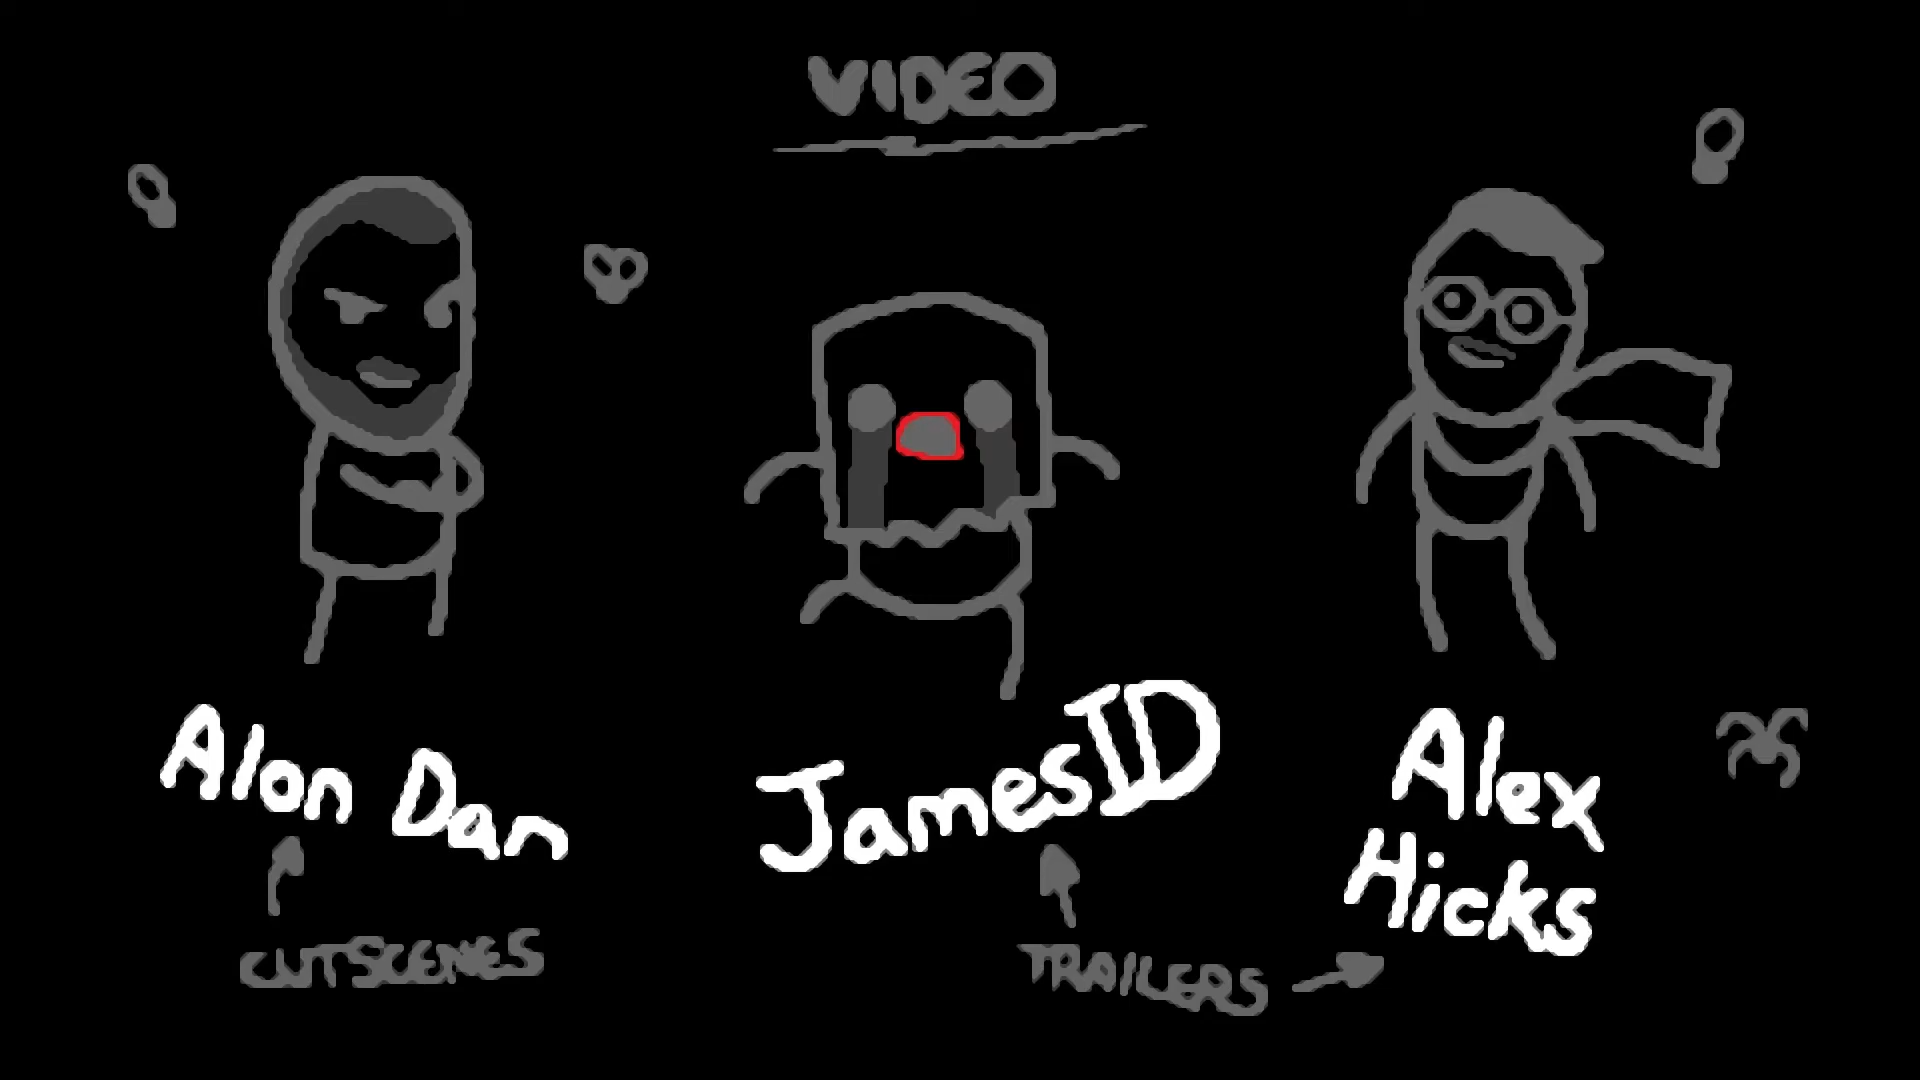 VIDEO
Alon Dan
JamesID
Alex
Hicks
CUTSCENES
TRAILERS